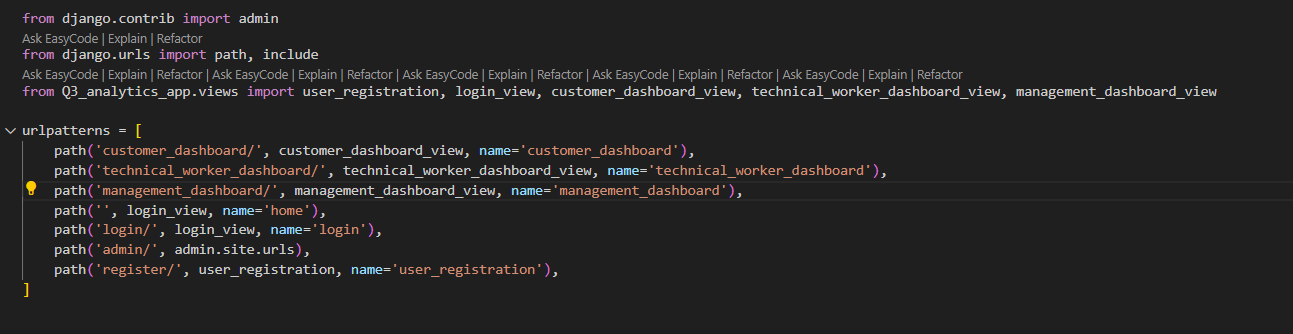 from django.contrib import admin
Ask EasyCode | Explain | Refactor
from django.urls import path, include
Ask EasyCode | Explain | Refactor | Ask EasyCode | Explain | Refactor | Ask EasyCode | Explain | Refactor | Ask EasyCode | Explain | Refactor | Ask EasyCode | Explain | Refactor
from Q3_analytics_app.views import user_registration, login_view, customer_dashboard_view, technical_worker_dashboard_view, management_dashboard_view
urlpatterns = [
    path('customer_dashboard/', customer_dashboard_view, name='customer_dashboard'),
    path('technical_worker_dashboard/', technical_worker_dashboard_view, name='technical_worker_dashboard'),
    path('management_dashboard/', management_dashboard_view, name='management_dashboard'),
    path('', login_view, name='home'),
    path('login/', login_view, name='login'),
    path('admin/', admin.site.urls),
    path('register/', user_registration, name='user_registration'),
]